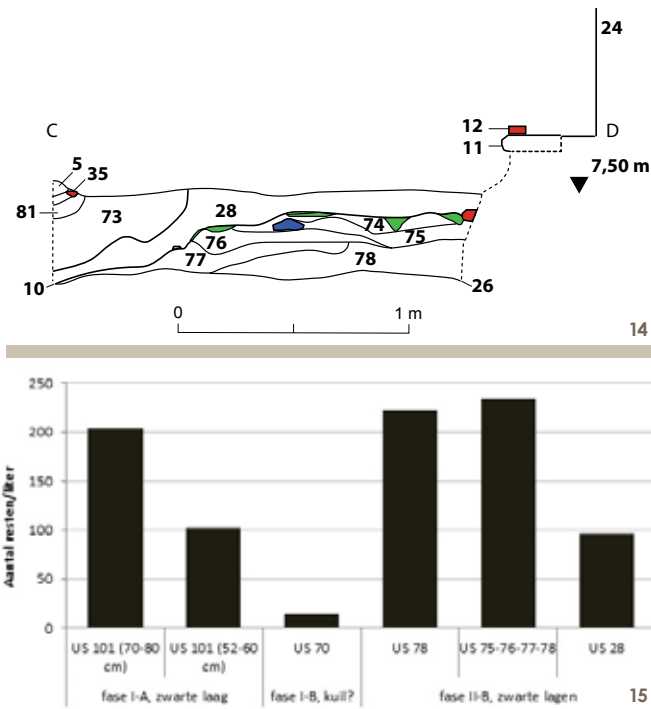 24
12
C
11
D
7,50 m
5
35
81
73
28
74
75
76
77
78
10
26
0
1 m
14
250
200
150
100
50
0
Aantal resten/liter
US 101 (70-80 cm)
US 101 (52-60 cm)
US 70
US 78
US 75-76-77-78
US 28
fase I-A, zwarte laag
fase I-B, kuil?
fase II-B, zwarte lagen
15